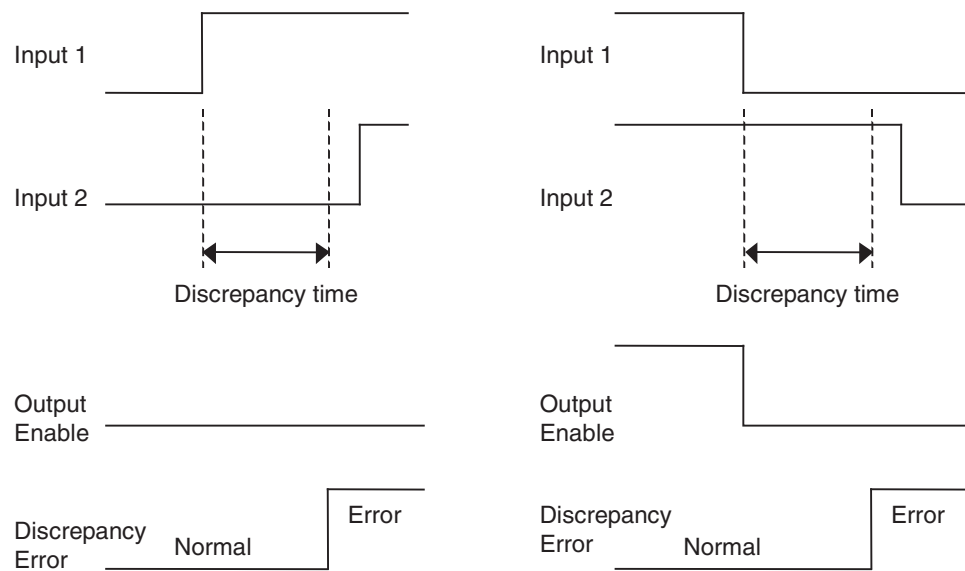 Input 1
Input 2
Discrepancy time
Output
Enable
Discrepancy
Error
Normal
Error
Input 1
Input 2
Discrepancy time
Output
Enable
Discrepancy
Error
Normal
Error